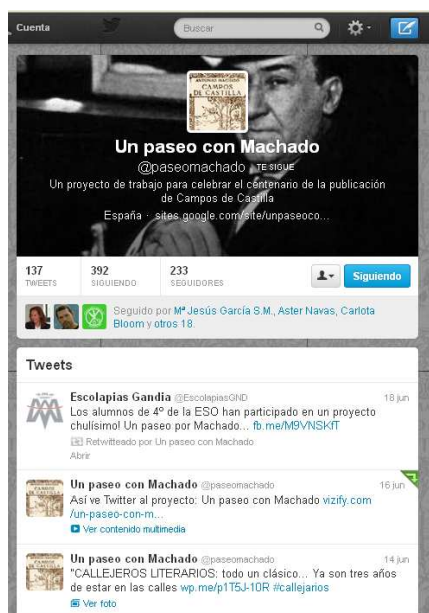 Cuenta
Buscar
ANTONIO MACHADO
CAMPOS
DE CASTILLA
Un paseo con Machado
@paseomachado TE SIGUE
Un proyecto de trabajo para celebrar el centenario de la publicación
de Campos de Castilla
España · sites.google.com/site/unpaseoco...
137 392 233
TWEETS SIGUIENDO SEGUIDORES
Siguiendo
Seguido por Mª Jesús García S.M., Aster Navas, Carlota
Bloom y otros 18.
Tweets
Escolapias Gandia @EscolapiasGND 18 jun
Los alumnos de 4º de la ESO han participado en un proyecto
chulísimo! Un paseo por Machado... fb.me/M9VNSKfT
Retwitteado por Un paseo con Machado
Abrir
Un paseo con Machado @paseomachado 16 jun
Así ve Twitter al proyecto: Un paseo con Machado vizify.com
/un-paseo-con-m...
Ver contenido multimedia
Un paseo con Machado @paseomachado 14 jun
"CALLEJEROS LITERARIOS: todo un clásico... Ya son tres años
de estar en las calles wp.me/p1T5J-10R #callejarios
Ver foto